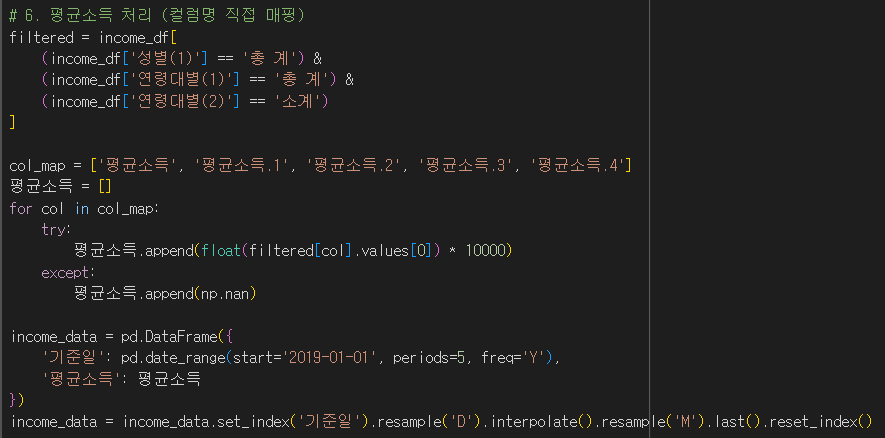 # 6. 평균소득 처리 (컬럼명 직접 매핑)
filtered = income_df[
    (income_df['성별(1)'] == '총 계') &
    (income_df['연령대별(1)'] == '총 계') &
    (income_df['연령대별(2)'] == '소계')
]

col_map = ['평균소득', '평균소득.1', '평균소득.2', '평균소득.3', '평균소득.4']
평균소득 = []
for col in col_map:
    try:
        평균소득.append(float(filtered[col].values[0]) * 10000)
    except:
        평균소득.append(np.nan)

income_data = pd.DataFrame({
    '기준일': pd.date_range(start='2019-01-01', periods=5, freq='Y'),
    '평균소득': 평균소득
})
income_data = income_data.set_index('기준일').resample('D').interpolate().resample('M').last().reset_index()